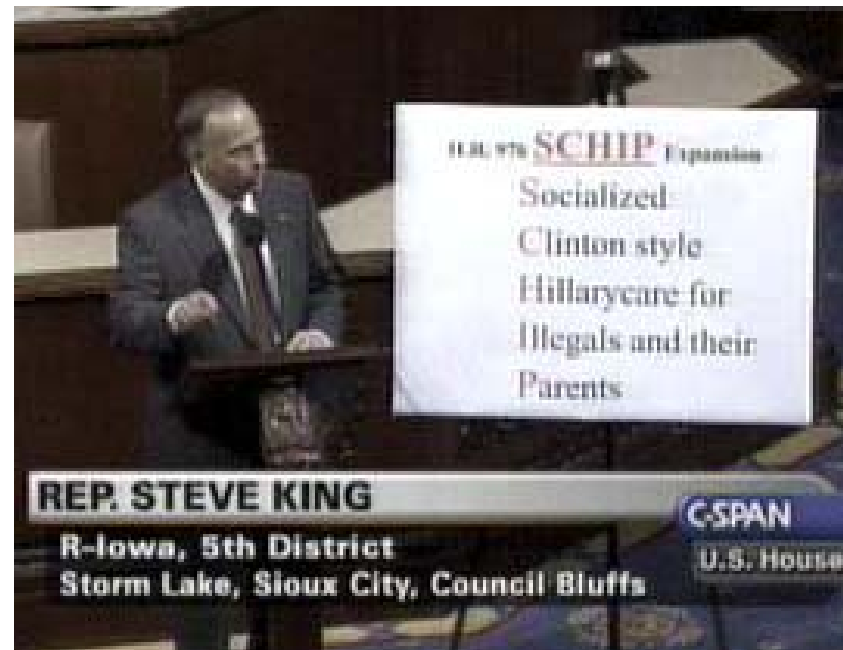 H.R. 976 SCHIP Expansion
Socialized
Clinton style
Hillarycare for
Illegals and their
Parents
REP. STEVE KING
R-Iowa, 5th District
Storm Lake, Sioux City, Council Bluffs
C-SPAN
U.S. House